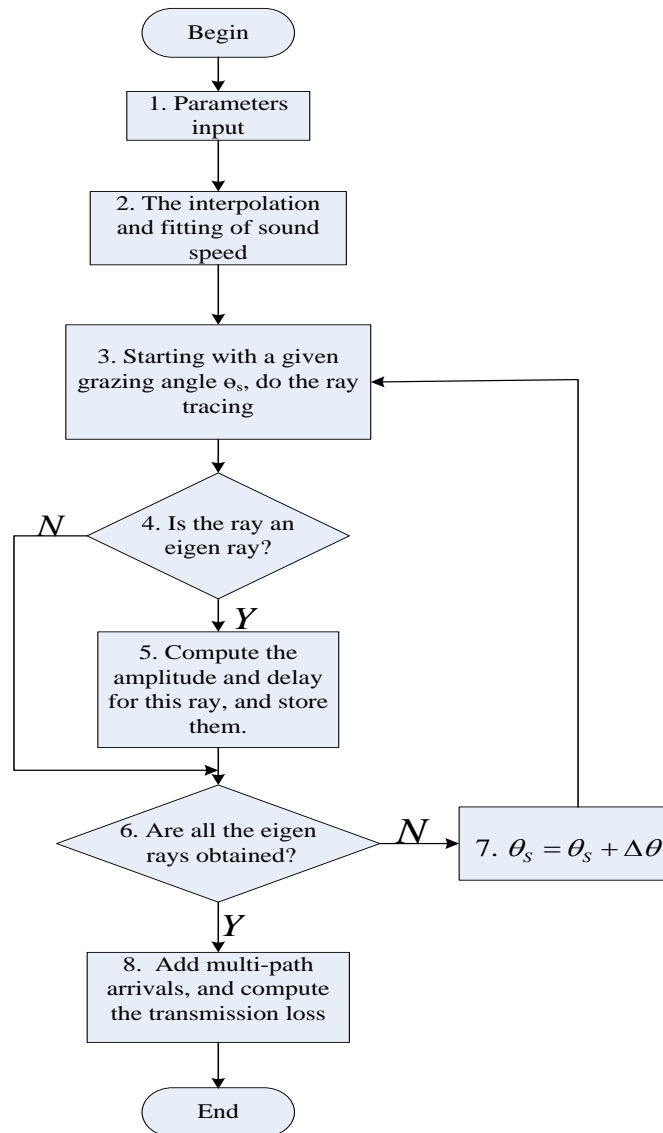 Begin
1. Parameters
input
2. The interpolation
and fitting of sound
speed
3. Starting with a given
grazing angle ɵs, do the ray
tracing
N
4. Is the ray an
eigen ray?
Y
5. Compute the
amplitude and delay
for this ray, and store
them.
6. Are all the eigen
rays obtained?
N
7. θS = θS + Δθ
Y
8. Add multi-path
arrivals, and compute
the transmission loss
End